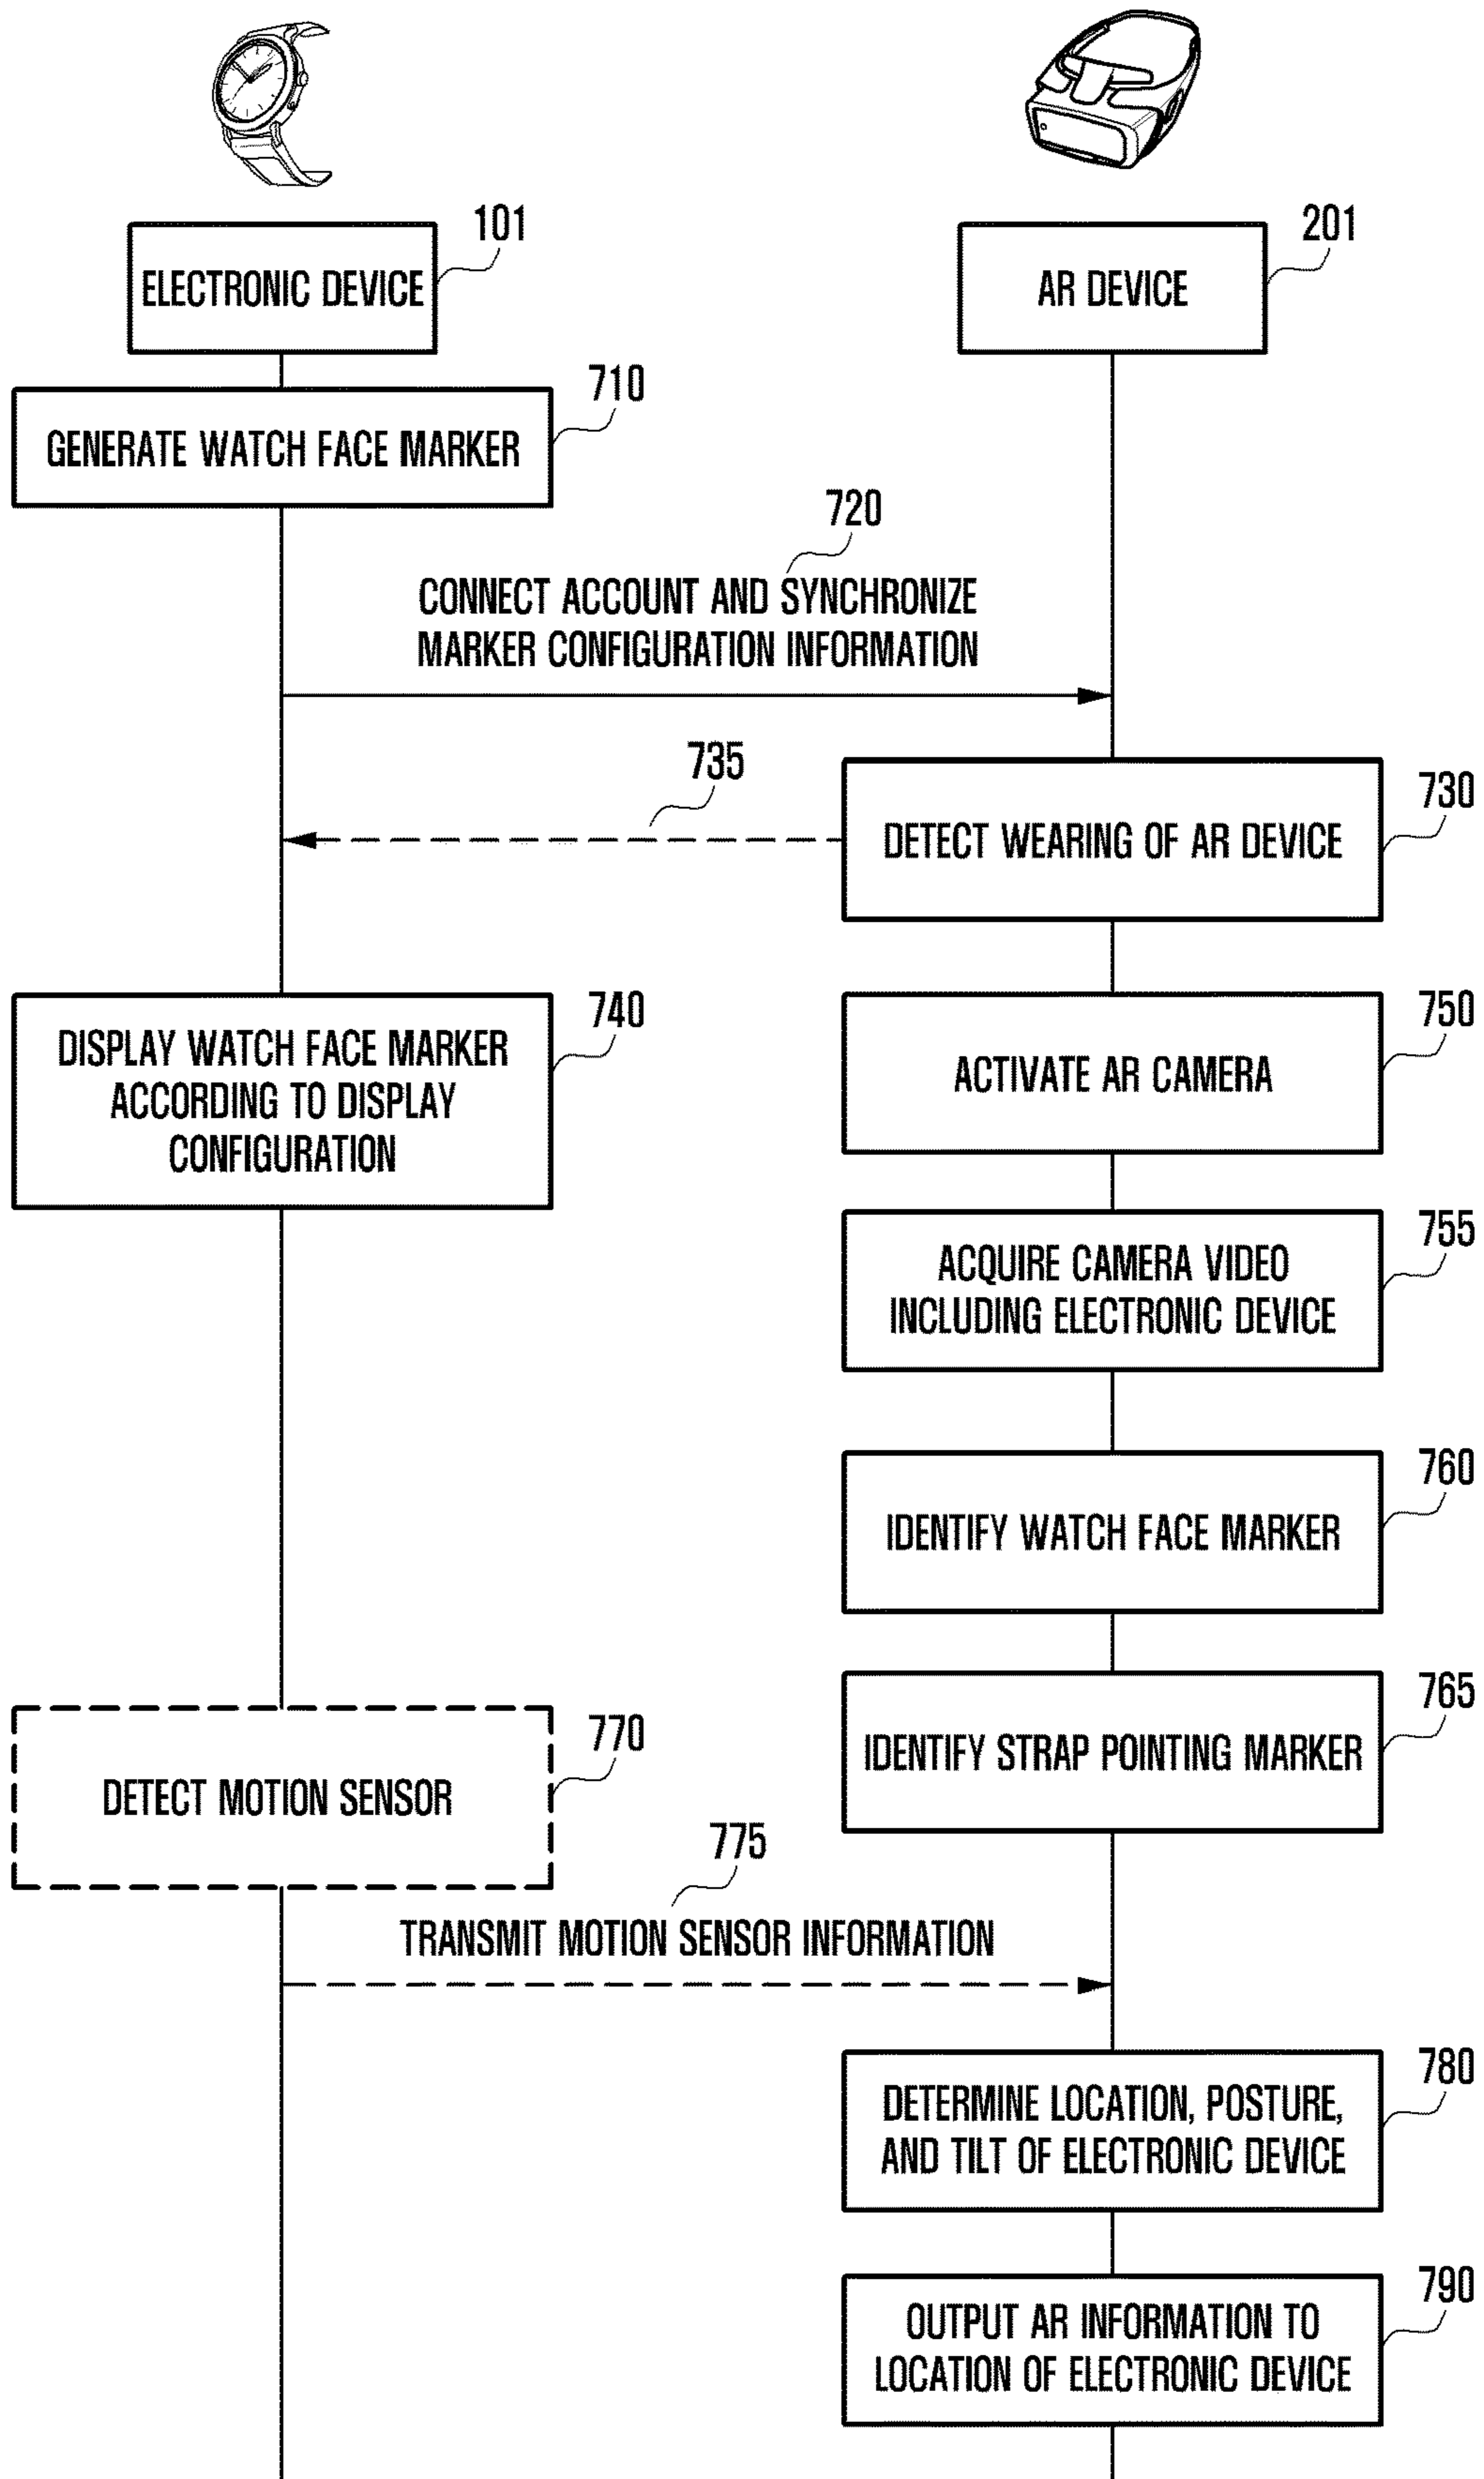 101
ELECTRONIC DEVICE
201
AR DEVICE
710
GENERATE WATCH FACE MARKER
720
CONNECT ACCOUNT AND SYNCHRONIZE
MARKER CONFIGURATION INFORMATION
735
730
DETECT WEARING OF AR DEVICE
740
DISPLAY WATCH FACE MARKER
ACCORDING TO DISPLAY
CONFIGURATION
750
ACTIVATE AR CAMERA
755
ACQUIRE CAMERA VIDEO
INCLUDING ELECTRONIC DEVICE
760
IDENTIFY WATCH FACE MARKER
765
IDENTIFY STRAP POINTING MARKER
770
DETECT MOTION SENSOR
775
TRANSMIT MOTION SENSOR INFORMATION
780
DETERMINE LOCATION, POSTURE,
AND TILT OF ELECTRONIC DEVICE
790
OUTPUT AR INFORMATION TO
LOCATION OF ELECTRONIC DEVICE